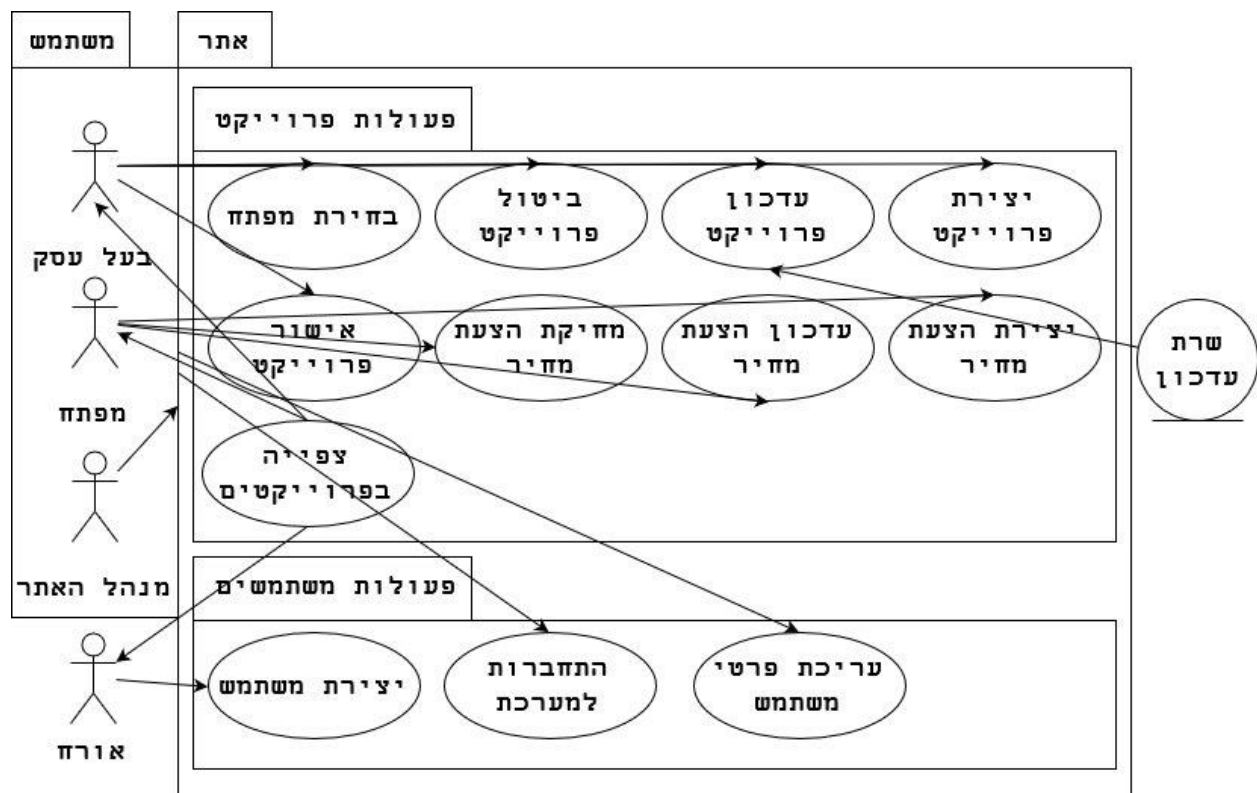 משתמש
אתר
פעולות פרוייקט
בעל עסק
מפתח
מנהל האתר
אורח
בחירת מפתח
ביטול
פרוייקט
עדכון
פרוייקט
יצירת
פרוייקט
אישור
פרוייקט
מחיקת הצעת
מחיר
עדכון הצעת
מחיר
יצירת הצעת
מחיר
שרת
עדכון
צפייה
בפרוייקטים
פעולות משתמשים
יצירת משתמש
התחברות
למערכת
עריכת פרטי
משתמש